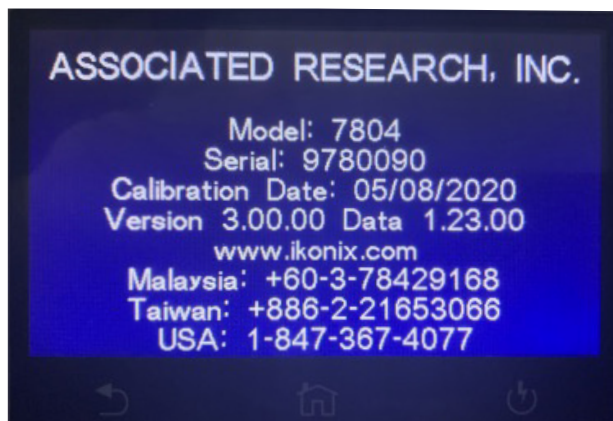 ASSOCIATED RESEARCH, INC.
Model: 7804
Serial: 9780090
Calibration Date: 05/08/2020
Version 3.00.00 Data 1.23.00
www.ikonix.com
Malaysia: +60-3-78429168
Taiwan: +886-2-21653066
USA: 1-847-367-4077